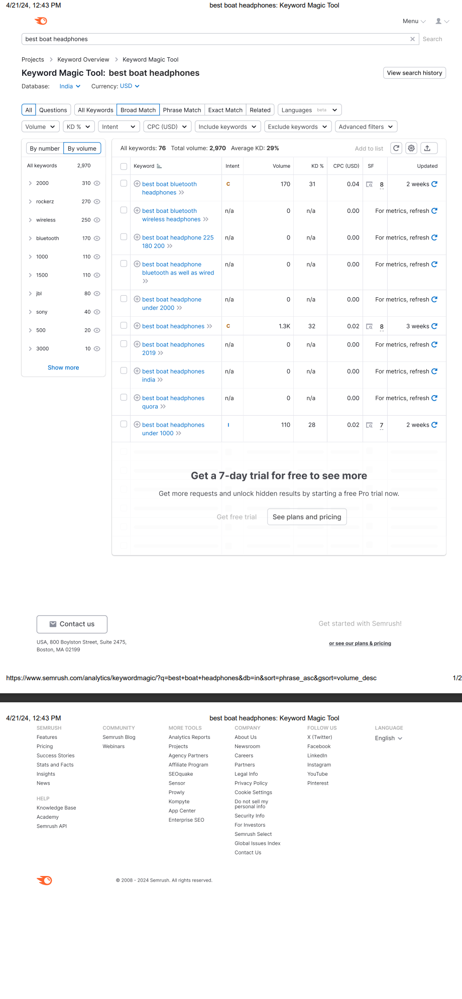 4/21/24, 12:43 PM best boat headphones: Keyword Magic Tool
Menu
best boat headphones Search
Projects Keyword Overview Keyword Magic Tool
Keyword Magic Tool: best boat headphones View search history
Database: India Currency: USD
All Questions All Keywords Broad Match Phrase Match Exact Match Related Languages beta
Volume KD % Intent CPC (USD) Include keywords Exclude keywords Advanced filters
By number By volume
All keywords 2,970
2000 310
rockerz 270
wireless 250
bluetooth 170
1000 110
1500 110
jbl 80
sony 40
500 20
3000 10
Show more
All keywords: 76 Total volume: 2,970 Average KD: 29% Add to list
Keyword Intent Volume KD % CPC (USD) SF Updated
best boat bluetooth C 170 31 0.04 8 2 weeks
headphones
best boat bluetooth n/a 0 n/a 0.00 For metrics, refresh
wireless headphones
best boat headphone 225 n/a 0 n/a 0.00 For metrics, refresh
180 200
best boat headphone n/a 0 n/a 0.00 For metrics, refresh
bluetooth as well as wired
best boat headphone n/a 0 n/a 0.00 For metrics, refresh
under 2000
best boat headphones C 1.3K 32 0.02 8 3 weeks
best boat headphones n/a 0 n/a 0.00 For metrics, refresh
2019
best boat headphones n/a 0 n/a 0.00 For metrics, refresh
india
best boat headphones n/a 0 n/a 0.00 For metrics, refresh
quora
best boat headphones I 110 28 0.02 7 2 weeks
under 1000
Get a 7-day trial for free to see more
Get more requests and unlock hidden results by starting a free Pro trial now.
Get free trial See plans and pricing
Contact us
USA, 800 Boylston Street, Suite 2475,
Boston, MA 02199
Get started with Semrush!
or see our plans & pricing
https://www.semrush.com/analytics/keywordmagic/?q=best+boat+headphones&db=in&sort=phrase_asc&gsort=volume_desc 1/2
4/21/24, 12:43 PM best boat headphones: Keyword Magic Tool
SEMRUSH
Features
Pricing
Success Stories
Stats and Facts
Insights
News
HELP
Knowledge Base
Academy
Semrush API
COMMUNITY
Semrush Blog
Webinars
MORE TOOLS
Analytics Reports
Projects
Agency Partners
Affiliate Program
SEOquake
Sensor
Prowly
Kompyte
App Center
Enterprise SEO
COMPANY
About Us
Newsroom
Careers
Partners
Legal Info
Privacy Policy
Cookie Settings
Do not sell my
personal info
Security Info
For Investors
Semrush Select
Global Issues Index
Contact Us
FOLLOW US
X (Twitter)
Facebook
LinkedIn
Instagram
YouTube
Pinterest
LANGUAGE
English
© 2008 - 2024 Semrush. All rights reserved.